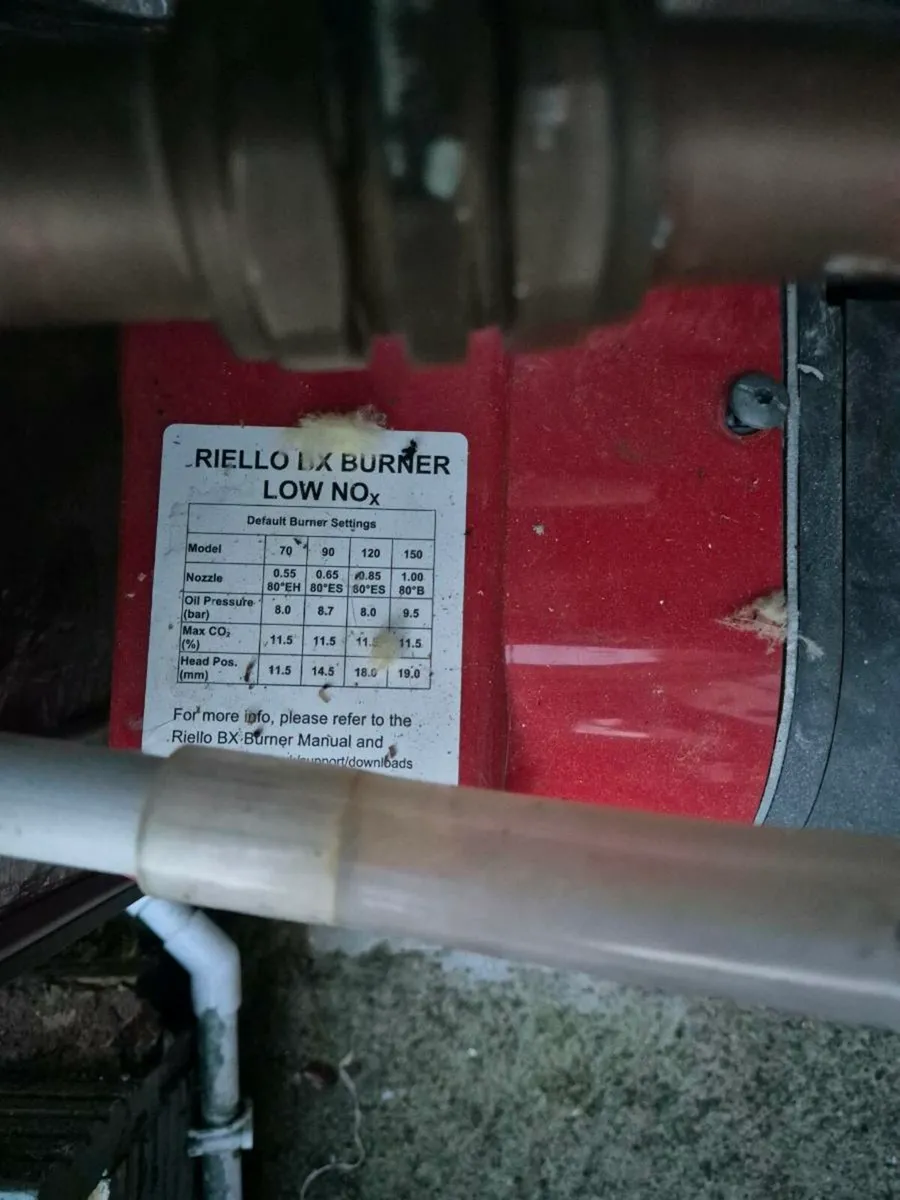 RIELLO BX BURNER
LOW NOx
Default Burner Settings
Model 70 90 120 150
Nozzle 0.55 80°EH 0.65 80°ES 0.85 80°ES 1.00 80°B
Oil Pressure (bar) 8.0 8.7 8.0 9.5
Max CO₂ (%) 11.5 11.5 11.5 11.5
Head Pos. (mm) 11.5 14.5 18.0 19.0
For more info, please refer to the
Riello BX Burner Manual and
/support/downloads